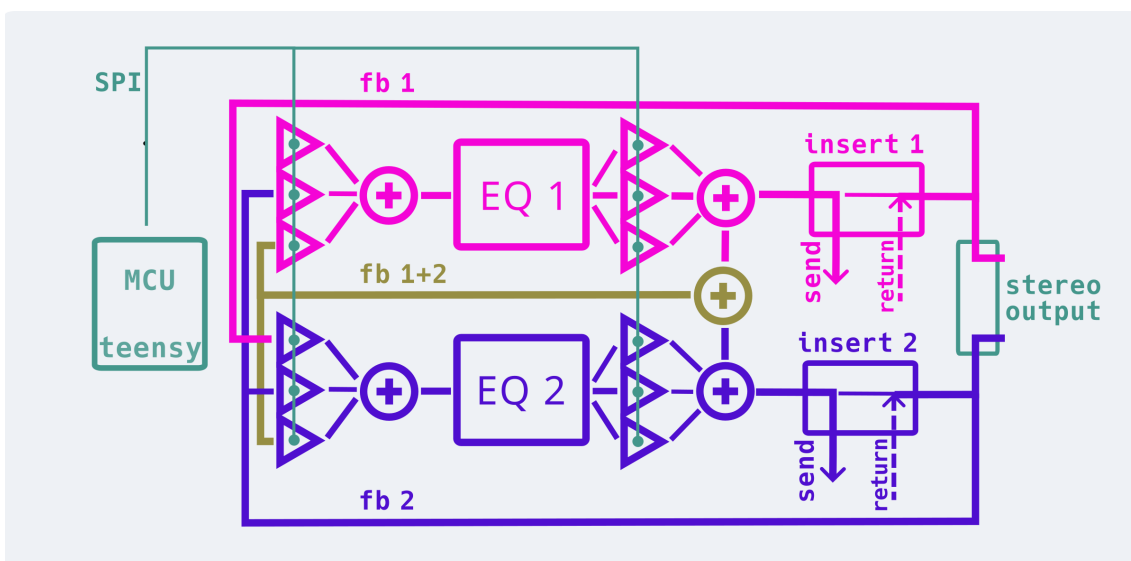 SPI
fb 1
insert 1
EQ 1
send
return
MCU
teensy
fb 1+2
stereo
output
insert 2
EQ 2
send
return
fb 2